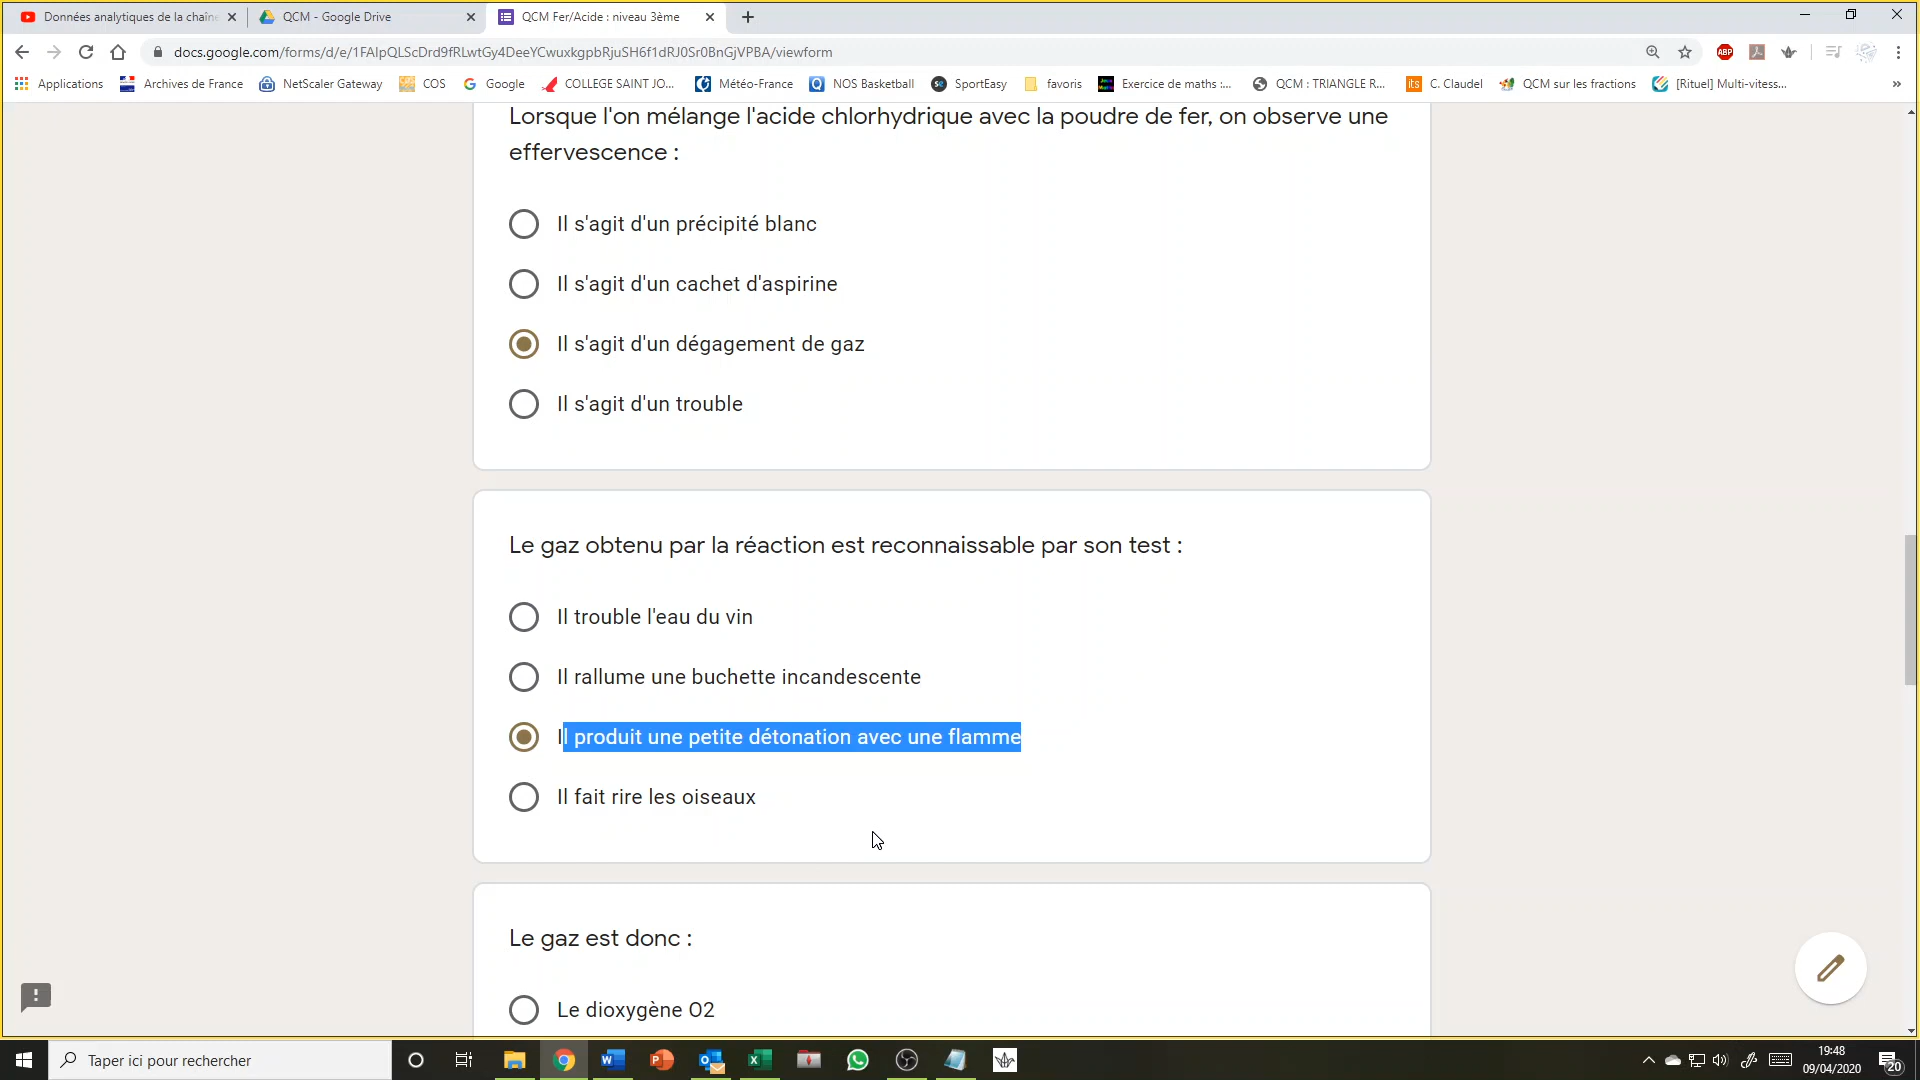 Données analytiques de la chaîne
QCM - Google Drive
QCM Fer/Acide : niveau 3ème
docs.google.com/forms/d/e/1FAIpQLScDrd9fRLwtGy4DeeYCwuxkgpbRjuSH6f1dRJ0Sr0BnGjVPBA/viewform
ABP
Applications
Archives de France
NetScaler Gateway
COS
Google
COLLEGE SAINT JO...
Météo-France
NOS Basketball
SportEasy
favoris
Exercice de maths :...
QCM : TRIANGLE R...
its
C. Claudel
QCM sur les fractions
[Rituel] Multi-vitess...
Lorsque l'on mélange l'acide chlorhydrique avec la poudre de fer, on observe une
effervescence :
Il s'agit d'un précipité blanc
Il s'agit d'un cachet d'aspirine
Il s'agit d'un dégagement de gaz
Il s'agit d'un trouble
Le gaz obtenu par la réaction est reconnaissable par son test :
Il trouble l'eau du vin
Il rallume une buchette incandescente
Il produit une petite détonation avec une flamme
Il fait rire les oiseaux
Le gaz est donc :
Le dioxygène O2
Taper ici pour rechercher
19:48
09/04/2020
20